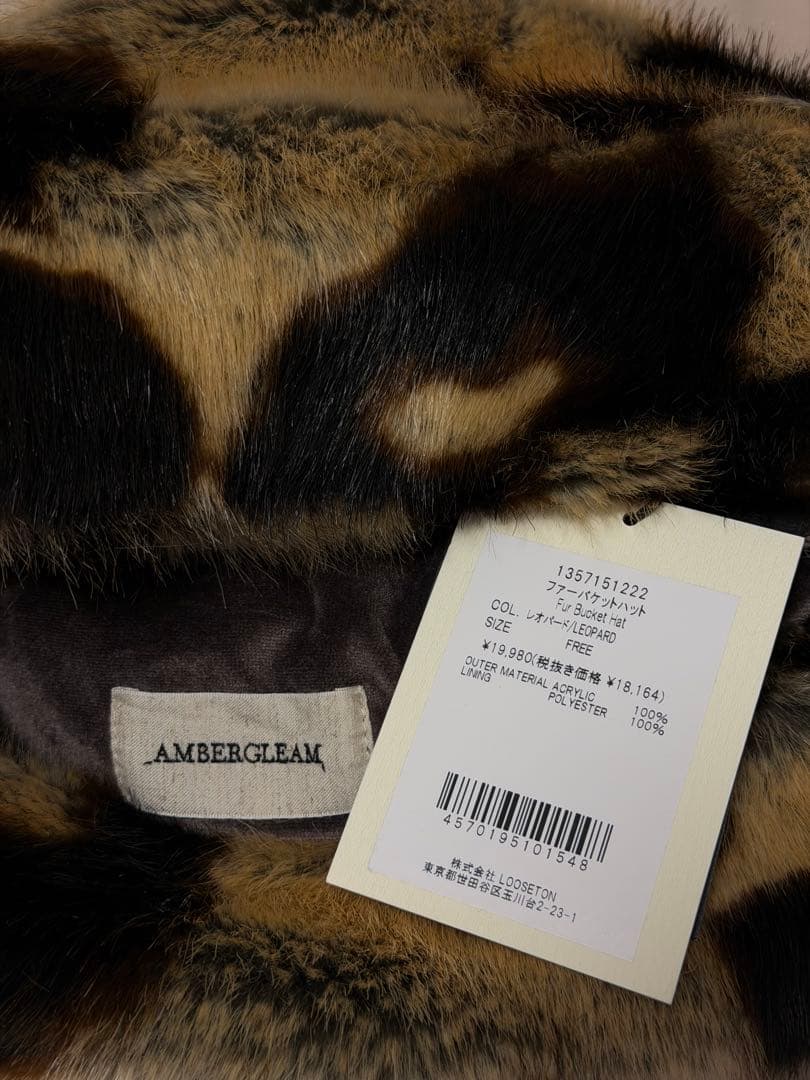 1357151222
ファーバケットハット
Fur Bucket Hat
COL. レオパード/LEOPARD
SIZE FREE
¥19,980(税抜き価格 ¥18,164)
OUTER MATERIAL ACRYLIC 100%
LINING POLYESTER 100%
4570195101548
株式会社 LOOSETON
東京都世田谷区玉川台2-23-1
AMBERGLEAM